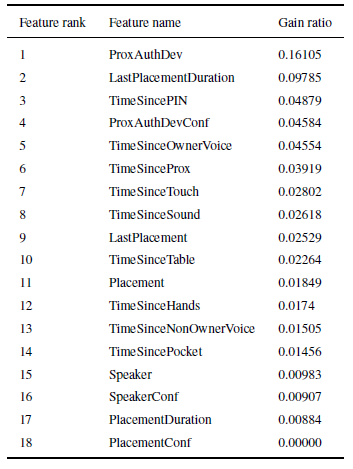 Feature rank Feature name Gain ratio
1 ProxAuthDev 0.16105
2 LastPlacementDuration 0.09785
3 TimeSincePIN 0.04879
4 ProxAuthDevConf 0.04584
5 TimeSinceOwnerVoice 0.04554
6 TimeSinceProx 0.03919
7 TimeSinceTouch 0.02802
8 TimeSinceSound 0.02618
9 LastPlacement 0.02529
10 TimeSinceTable 0.02264
11 Placement 0.01849
12 TimeSinceHands 0.0174
13 TimeSinceNonOwnerVoice 0.01505
14 TimeSincePocket 0.01456
15 Speaker 0.00983
16 SpeakerConf 0.00907
17 PlacementDuration 0.00884
18 PlacementConf 0.00000